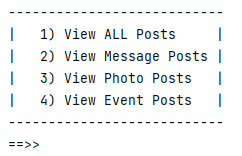 ---------------------------
|   1) View ALL Posts     |
|   2) View Message Posts |
|   3) View Photo Posts   |
|   4) View Event Posts   |
---------------------------
==>>